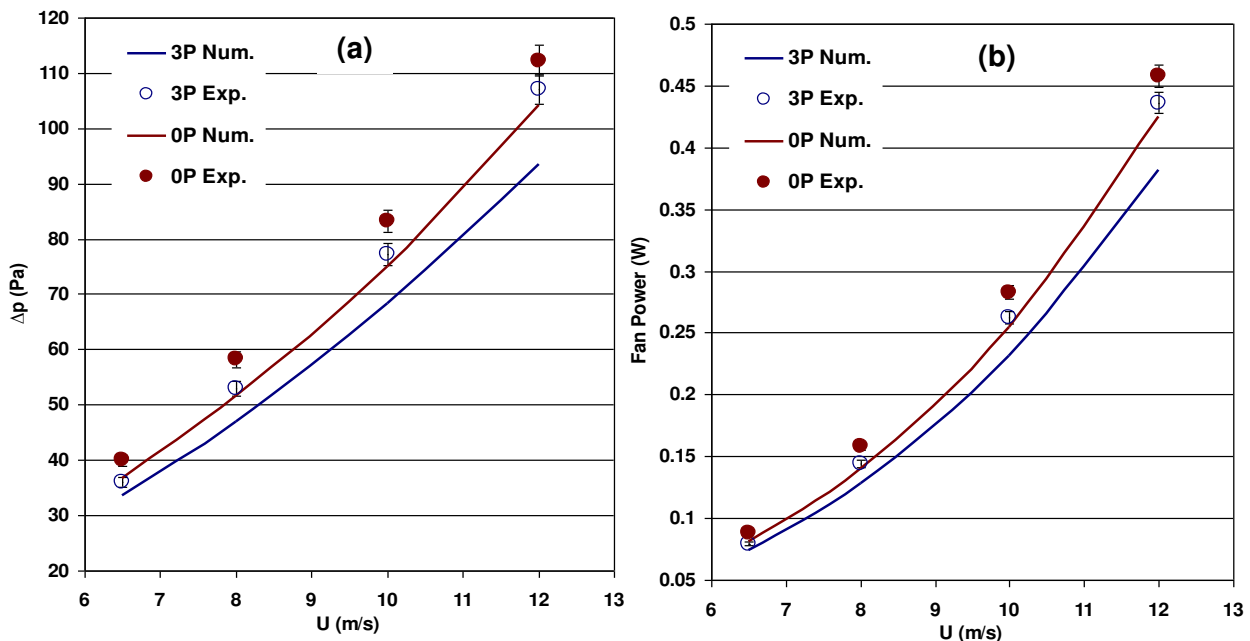 (a)
3P Num.
3P Exp.
0P Num.
0P Exp.
120
110
100
90
80
70
60
50
40
30
20
Δp (Pa)
6 7 8 9 10 11 12 13
U (m/s)
(b)
3P Num.
3P Exp.
0P Num.
0P Exp.
0.5
0.45
0.4
0.35
0.3
0.25
0.2
0.15
0.1
0.05
Fan Power (W)
6 7 8 9 10 11 12 13
U (m/s)